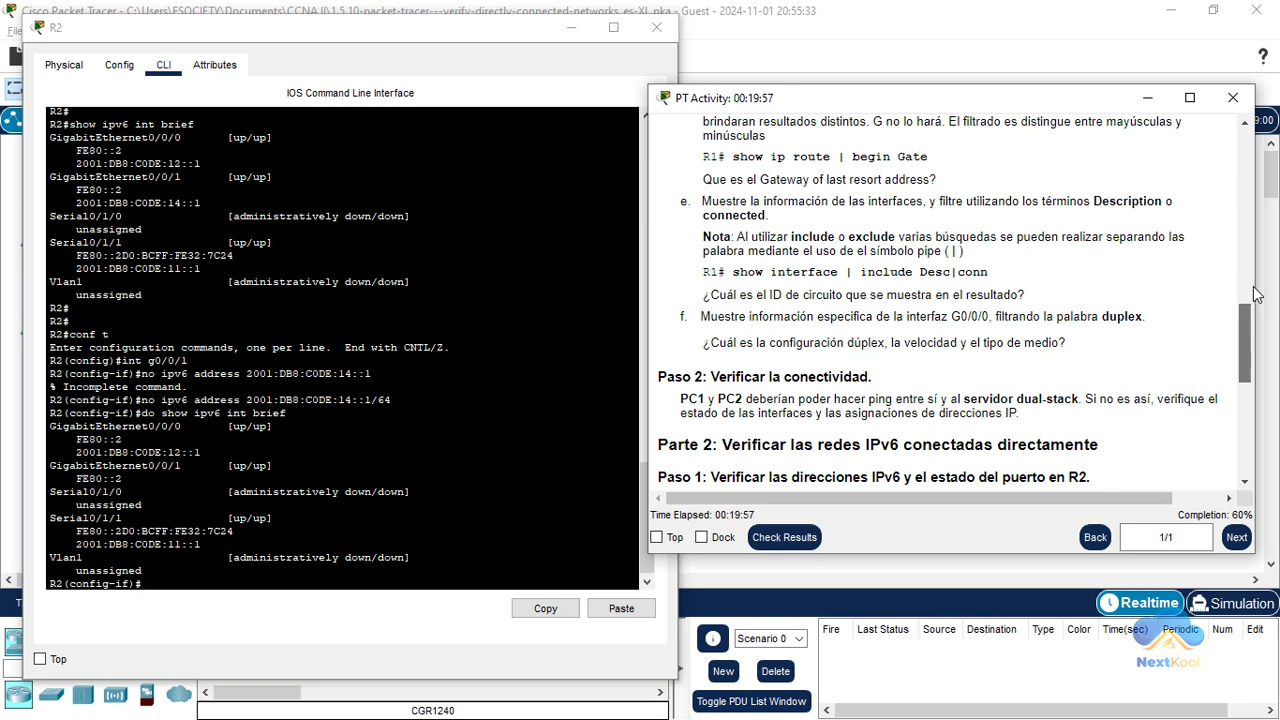 Cisco Packet Tracer - C:\Users\ESOCIETY\Documents\CCNA II\1.5.10-packet-tracer---verify-directly-connected-networks_es-XL.pka - Guest - 2024-11-01 20:55:33
R2
Physical
Config
CLI
Attributes
IOS Command Line Interface
R2#
R2#show ipv6 int brief
GigabitEthernet0/0/0 [up/up]
FE80::2
2001:DB8:C0DE:12::1
GigabitEthernet0/0/1 [up/up]
FE80::2
2001:DB8:C0DE:14::1
Serial0/1/0 [administratively down/down]
unassigned
Serial0/1/1 [up/up]
FE80::2D0:BCFF:FE32:7C24
2001:DB8:C0DE:11::1
Vlan1 [administratively down/down]
unassigned
R2#
R2#
R2#conf t
Enter configuration commands, one per line. End with CNTL/Z.
R2(config)#int g0/0/1
R2(config-if)#no ipv6 address 2001:DB8:C0DE:14::1
% Incomplete command.
R2(config-if)#no ipv6 address 2001:DB8:C0DE:14::1/64
R2(config-if)#do show ipv6 int brief
GigabitEthernet0/0/0 [up/up]
FE80::2
2001:DB8:C0DE:12::1
GigabitEthernet0/0/1 [up/up]
FE80::2
Serial0/1/0 [administratively down/down]
unassigned
Serial0/1/1 [up/up]
FE80::2D0:BCFF:FE32:7C24
2001:DB8:C0DE:11::1
Vlan1 [administratively down/down]
unassigned
R2(config-if)#
Copy
Paste
Top
CGR1240
PT Activity: 00:19:57
brindaran resultados distintos. G no lo hará. El filtrado es distingue entre mayúsculas y
minúsculas
R1# show ip route | begin Gate
Que es el Gateway of last resort address?
e. Muestre la información de las interfaces, y filtre utilizando los términos Description o
connected.
Nota: Al utilizar include o exclude varias búsquedas se pueden realizar separando las
palabras mediante el uso de el símbolo pipe ( | )
R1# show interface | include Desc|conn
¿Cuál es el ID de circuito que se muestra en el resultado?
f. Muestre información especifica de la interfaz G0/0/0, filtrando la palabra duplex.
¿Cuál es la configuración dúplex, la velocidad y el tipo de medio?
Paso 2: Verificar la conectividad.
PC1 y PC2 deberían poder hacer ping entre sí y al servidor dual-stack. Si no es así, verifique el
estado de las interfaces y las asignaciones de direcciones IP.
Parte 2: Verificar las redes IPv6 conectadas directamente
Paso 1: Verificar las direcciones IPv6 y el estado del puerto en R2.
Time Elapsed: 00:19:57
Completion: 60%
Top
Dock
Check Results
Back
1/1
Next
Realtime
Simulation
Scenario 0
New
Delete
Toggle PDU List Window
Fire Last Status Source Destination Type Color Time(sec) Periodic Num Edit
NextKool